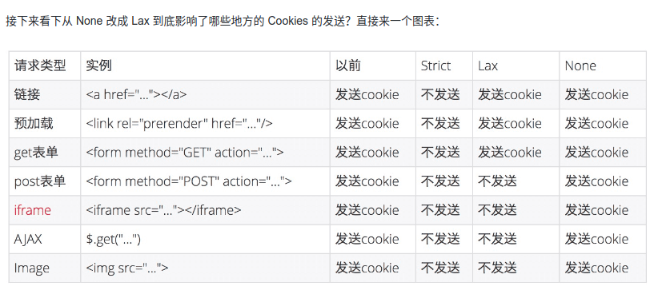 接下来看下从 None 改成 Lax 到底影响了哪些地方的 Cookies 的发送？直接来一个图表：
请求类型 实例 以前 Strict Lax None
链接 <a href="..."></a> 发送cookie 不发送 发送cookie 发送cookie
预加载 <link rel="prerender" href="..."/> 发送cookie 不发送 发送cookie 发送cookie
get表单 <form method="GET" action="..."> 发送cookie 不发送 发送cookie 发送cookie
post表单 <form method="POST" action="..."> 发送cookie 不发送 不发送 发送cookie
iframe <iframe src="..."></iframe> 发送cookie 不发送 不发送 发送cookie
AJAX $.get("...") 发送cookie 不发送 不发送 发送cookie
Image <img src="..."> 发送cookie 不发送 不发送 发送cookie